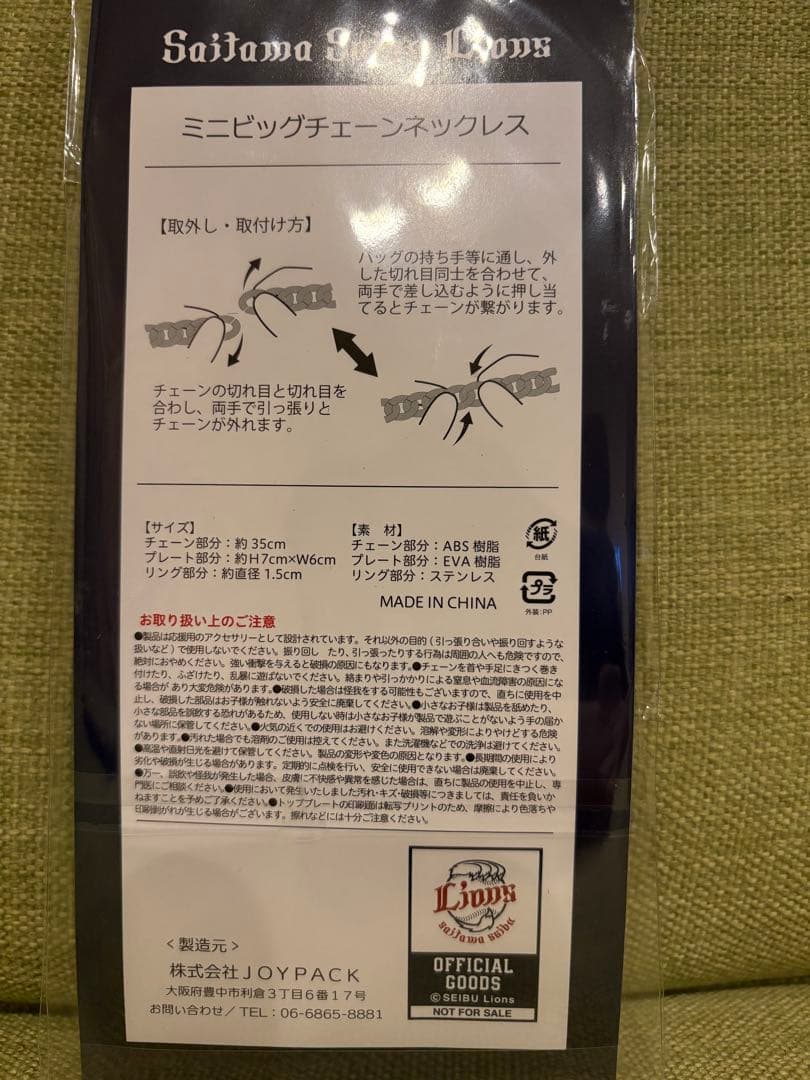 Saitama Seibu Lions
ミニビッグチェーンネックレス
【取外し・取付け方】
バッグの持ち手等に通し、外
した切れ目同士を合わせて、
両手で差し込むように押し当
てるとチェーンが繋がります。
チェーンの切れ目と切れ目を
合わし、両手で引っ張りと
チェーンが外れます。
【サイズ】
チェーン部分：約35cm
プレート部分：約H7cm×W6cm
リング部分：約直径1.5cm
【素　材】
チェーン部分：ABS樹脂
プレート部分：EVA樹脂
リング部分：ステンレス
MADE IN CHINA
紙
台紙
プラ
外装：PP
お取り扱い上のご注意
●製品は応援用のアクセサリーとして設計されています。それ以外の目的（引っ張り合いや振り回すような
扱いなど）で使用しないでください。振り回し　たり、引っ張ったりする行為は周囲の人へも危険ですので、
絶対におやめください。強い衝撃を与えると破損の原因にもなります。●チェーンを首や手足にきつく巻き
付けたり、ふざけたり、乱暴に遊ばないでください。絡まりや引っかかりによる窒息や血流障害の原因にな
る場合が あり大変危険があります。●破損した場合は怪我をする可能性もございますので、直ちに使用を中
止し、破損した部品はお子様が触れないよう安全に廃棄してください。●小さなお子様は製品を舐めたり、
小さな部品を誤飲する恐れがあるため、使用しない時は小さなお子様が製品で遊ぶことがないよう手の届か
ない場所に保管してください。●火気の近くでの使用はお避けください。溶解や変形によりやけどする危険
があります。●汚れた場合でも溶剤のご使用は控えてください。また洗濯機などでの洗浄は避けてください。
●高温や直射日光を避けて保管してください。製品の変形や変色の原因となります。●長期間の使用により
劣化や破損が生じる場合があります。定期的に点検を行い、安全に使用できない場合は廃棄してください。
●万一、誤飲や怪我が発生した場合、皮膚に不快感や異常を感じた場合は、直ちに製品の使用を中止し、専
門医にご相談ください。●使用において発生いたしました汚れ・キズ・破損等につきましては、責任を負いか
ねますことを予めご了承ください。●トッププレートの印刷面は転写プリントのため、摩擦により色落ちや
印刷剥がれが生じる場合がございます。擦れなどには十分ご注意ください。
＜製造元＞
株式会社JOYPACK
大阪府豊中市利倉3丁目6番17号
お問い合わせ／TEL：06-6865-8881
Lions
saitama seibu
OFFICIAL
GOODS
©SEIBU Lions
NOT FOR SALE